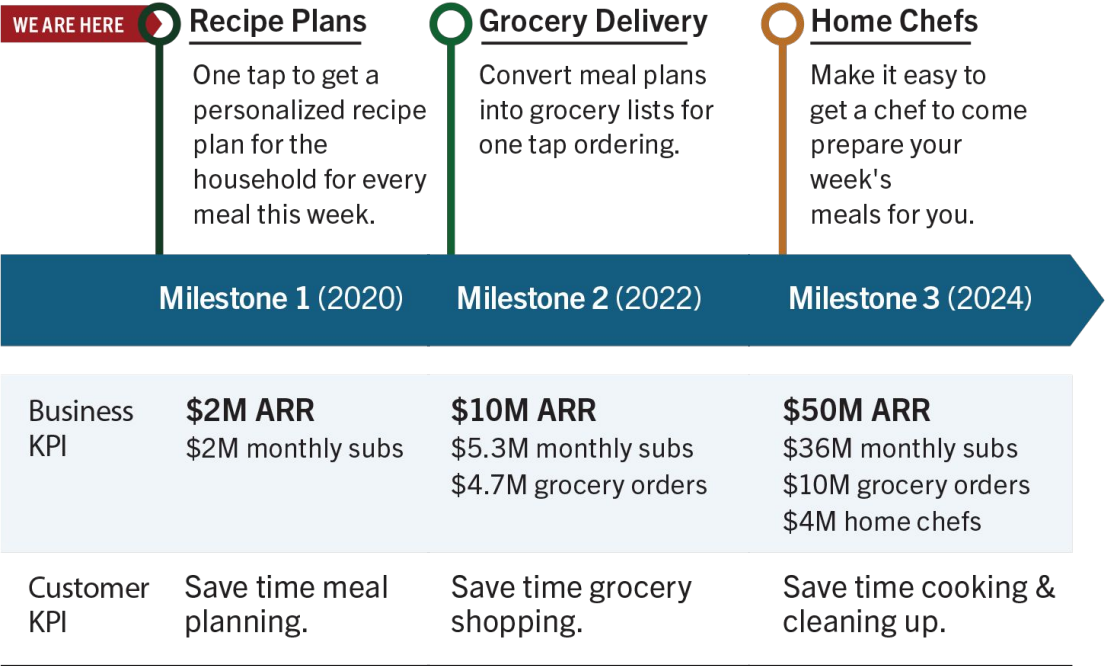 WE ARE HERE
Recipe Plans
One tap to get a
personalized recipe
plan for the
household for every
meal this week.
Grocery Delivery
Convert meal plans
into grocery lists for
one tap ordering.
Home Chefs
Make it easy to
get a chef to come
prepare your
week's
meals for you.
Milestone 1 (2020)
Milestone 2 (2022)
Milestone 3 (2024)
Business
KPI
$2M ARR
$2M monthly subs
$10M ARR
$5.3M monthly subs
$4.7M grocery orders
$50M ARR
$36M monthly subs
$10M grocery orders
$4M home chefs
Customer
KPI
Save time meal
planning.
Save time grocery
shopping.
Save time cooking &
cleaning up.